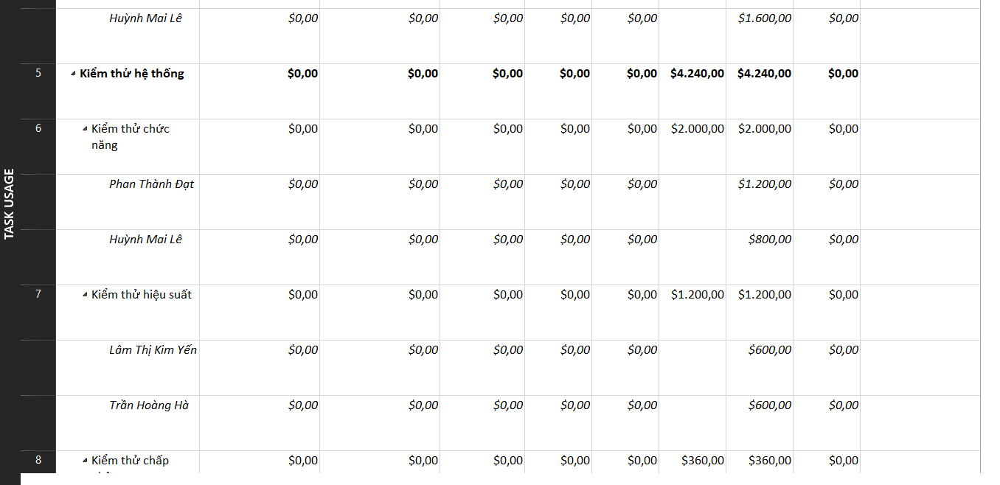 Huỳnh Mai Lê $0,00 $0,00 $0,00 $0,00 $0,00 $1.600,00 $0,00
5 Kiểm thử hệ thống $0,00 $0,00 $0,00 $0,00 $0,00 $4.240,00 $4.240,00 $0,00
6 Kiểm thử chức $0,00 $0,00 $0,00 $0,00 $0,00 $2.000,00 $2.000,00 $0,00
năng
Phan Thành Đạt $0,00 $0,00 $0,00 $0,00 $0,00 $1.200,00 $0,00
TASK USAGE
Huỳnh Mai Lê $0,00 $0,00 $0,00 $0,00 $0,00 $800,00 $0,00
7 Kiểm thử hiệu suất $0,00 $0,00 $0,00 $0,00 $0,00 $1.200,00 $1.200,00 $0,00
Lâm Thị Kim Yến $0,00 $0,00 $0,00 $0,00 $0,00 $600,00 $0,00
Trần Hoàng Hà $0,00 $0,00 $0,00 $0,00 $0,00 $600,00 $0,00
8 Kiểm thử chấp $0,00 $0,00 $0,00 $0,00 $0,00 $360,00 $360,00 $0,00